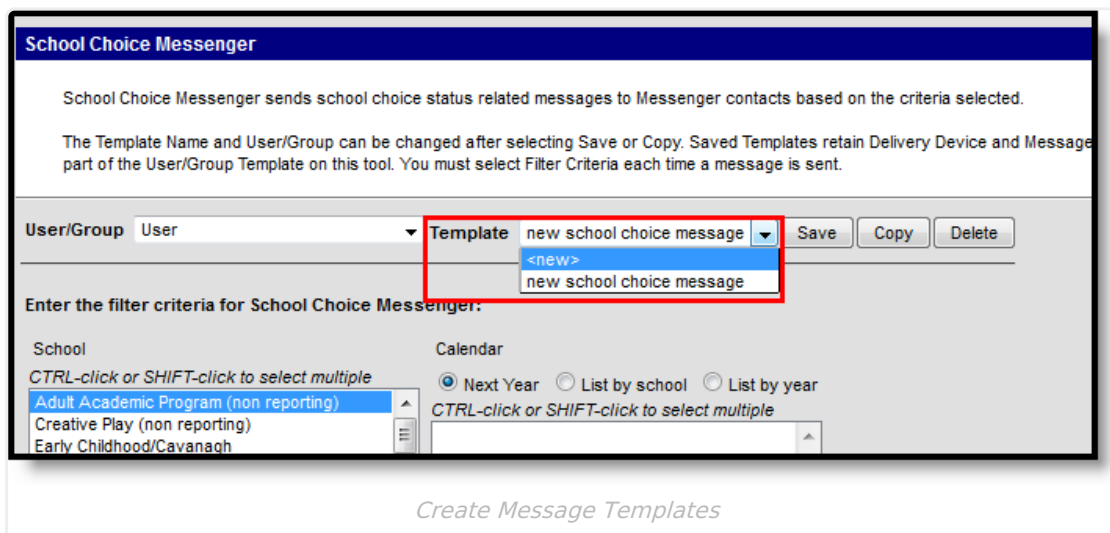 School Choice Messenger
School Choice Messenger sends school choice status related messages to Messenger contacts based on the criteria selected.
The Template Name and User/Group can be changed after selecting Save or Copy. Saved Templates retain Delivery Device and Message
part of the User/Group Template on this tool. You must select Filter Criteria each time a message is sent.
User/Group User Template new school choice message Save Copy Delete
<new>
new school choice message
Enter the filter criteria for School Choice Messenger:
School Calendar
CTRL-click or SHIFT-click to select multiple Next Year List by school List by year
Adult Academic Program (non reporting) CTRL-click or SHIFT-click to select multiple
Creative Play (non reporting)
Early Childhood/Cavanagh
Create Message Templates